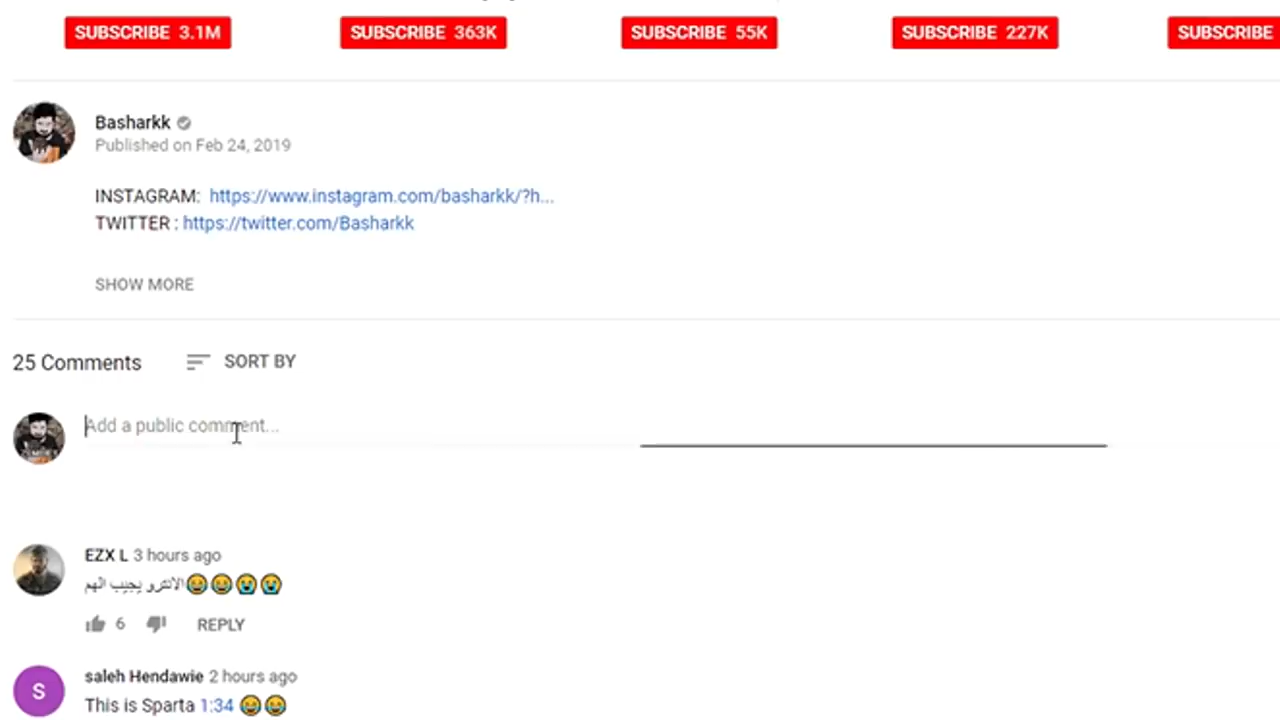 SUBSCRIBE 3.1M SUBSCRIBE 363K SUBSCRIBE 55K SUBSCRIBE 227K SUBSCRIBE
Basharkk
Published on Feb 24, 2019
INSTAGRAM: https://www.instagram.com/basharkk/?h...
TWITTER : https://twitter.com/Basharkk
SHOW MORE
25 Comments SORT BY
Add a public comment...
EZX L 3 hours ago
الانترو يجيب الهم😂😂😭😭
6 REPLY
S
saleh Hendawie 2 hours ago
This is Sparta 1:34 😂😂